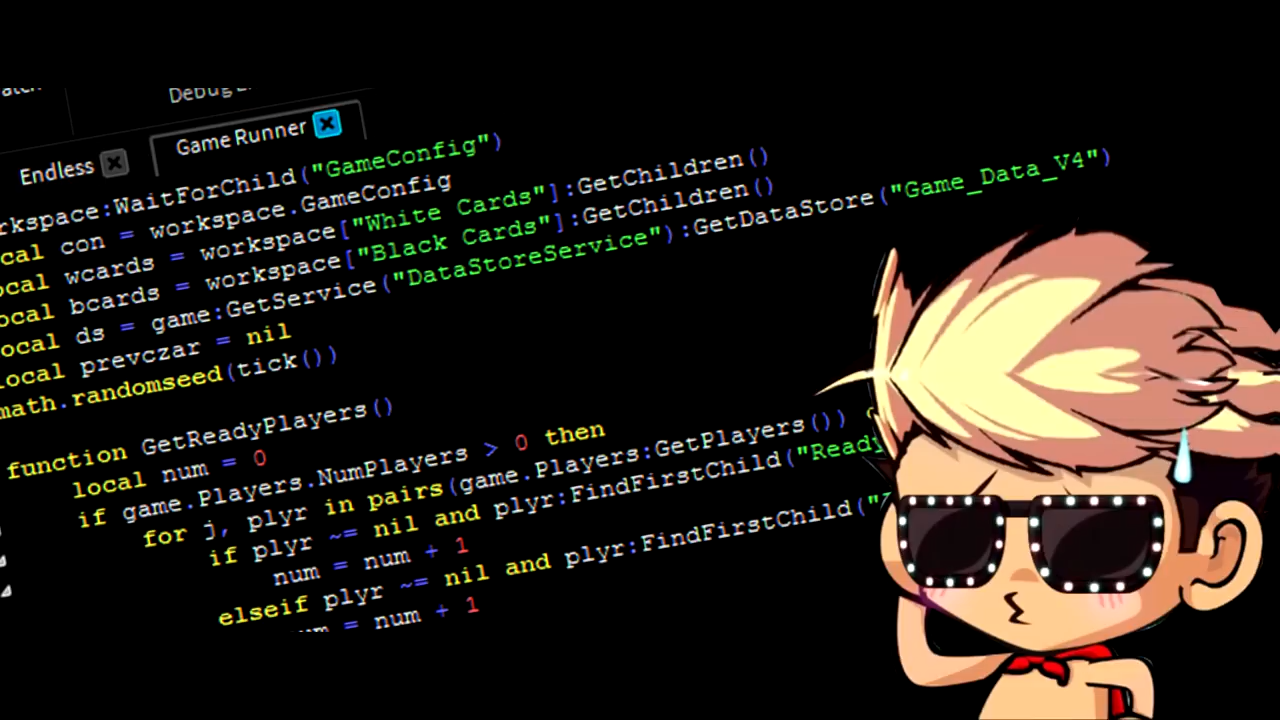 Endless
Game Runner
rkspace:WaitForChild("GameConfig")
cal con = workspace.GameConfig
ocal wcards = workspace["White Cards"]:GetChildren()
ocal bcards = workspace["Black Cards"]:GetChildren()
ocal ds = game:GetService("DataStoreService"):GetDataStore("Game_Data_V4")
local prevczar = nil
math.randomseed(tick())
function GetReadyPlayers()
local num = 0
if game.Players.NumPlayers > 0 then
for j, plyr in pairs(game.Players:GetPlayers())
if plyr ~= nil and plyr:FindFirstChild("Ready
num = num + 1
elseif plyr ~= nil and plyr:FindFirstChild("
num = num + 1